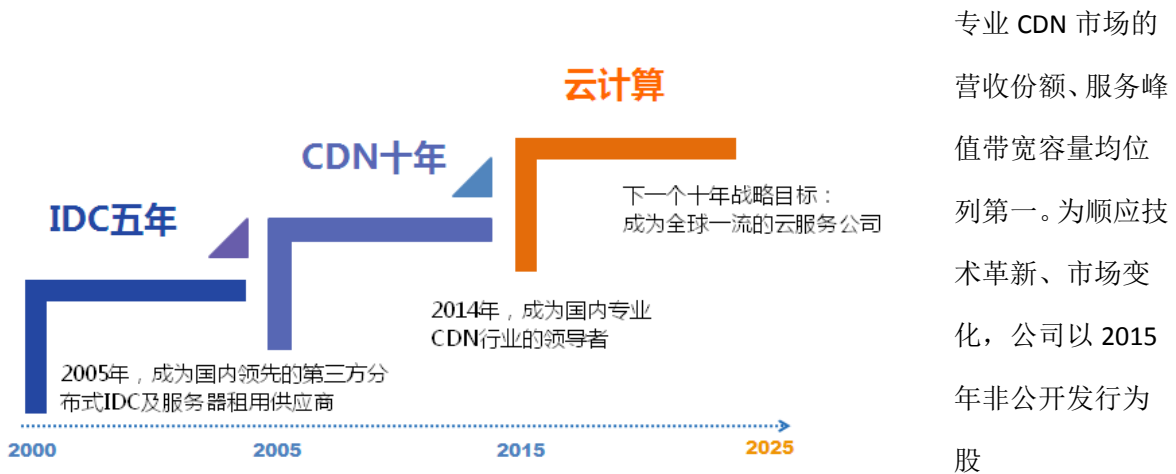 云计算
CDN十年
IDC五年
下一个十年战略目标：
成为全球一流的云服务公司
2014年，成为国内专业
CDN行业的领导者
2005年，成为国内领先的第三方分
布式IDC及服务器租用供应商
2000
2005
2015
2025
专业 CDN 市场的
营收份额、服务峰
值带宽容量均位
列第一。为顺应技
术革新、市场变
化，公司以 2015
年非公开发行为
股